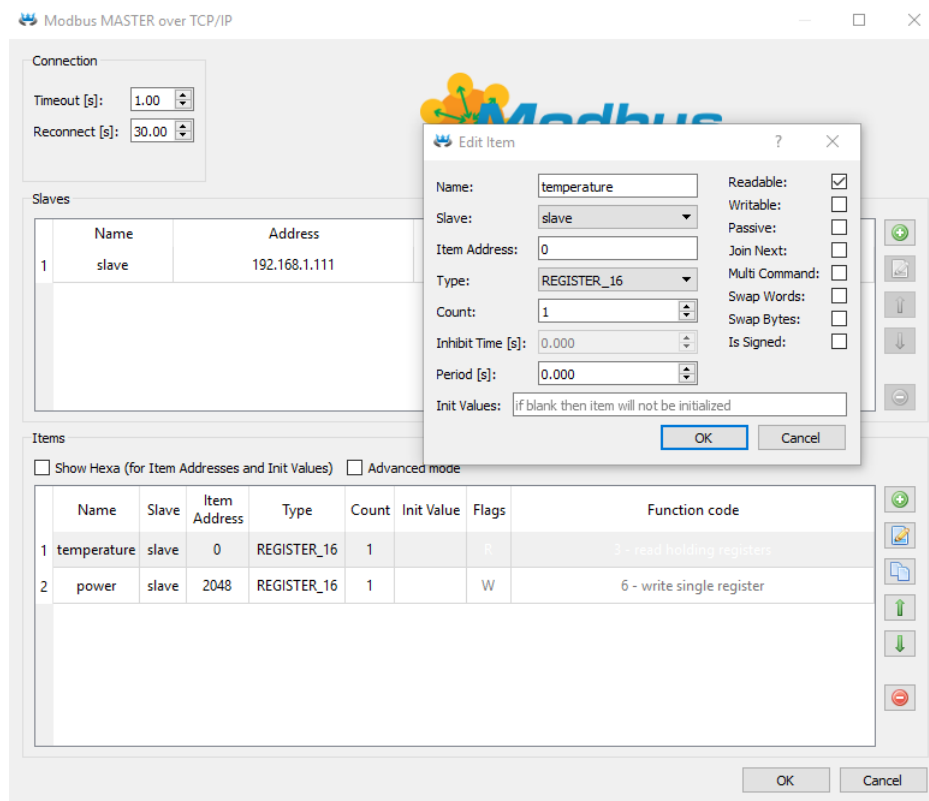 Modbus MASTER over TCP/IP
Connection
Timeout [s]: 1.00
Reconnect [s]: 30.00
Modbus
Slaves
Name Address
1 slave 192.168.1.111
Edit Item ?
Name: temperature
Slave: slave
Item Address: 0
Type: REGISTER_16
Count: 1
Inhibit Time [s]: 0.000
Period [s]: 0.000
Init Values: if blank then item will not be initialized
Readable:
Writable:
Passive:
Join Next:
Multi Command:
Swap Words:
Swap Bytes:
Is Signed:
OK Cancel
Items
Show Hexa (for Item Addresses and Init Values) Advanced mode
Name Slave Item Address Type Count Init Value Flags Function code
1 temperature slave 0 REGISTER_16 1 R 3 - read holding registers
2 power slave 2048 REGISTER_16 1 W 6 - write single register
OK Cancel